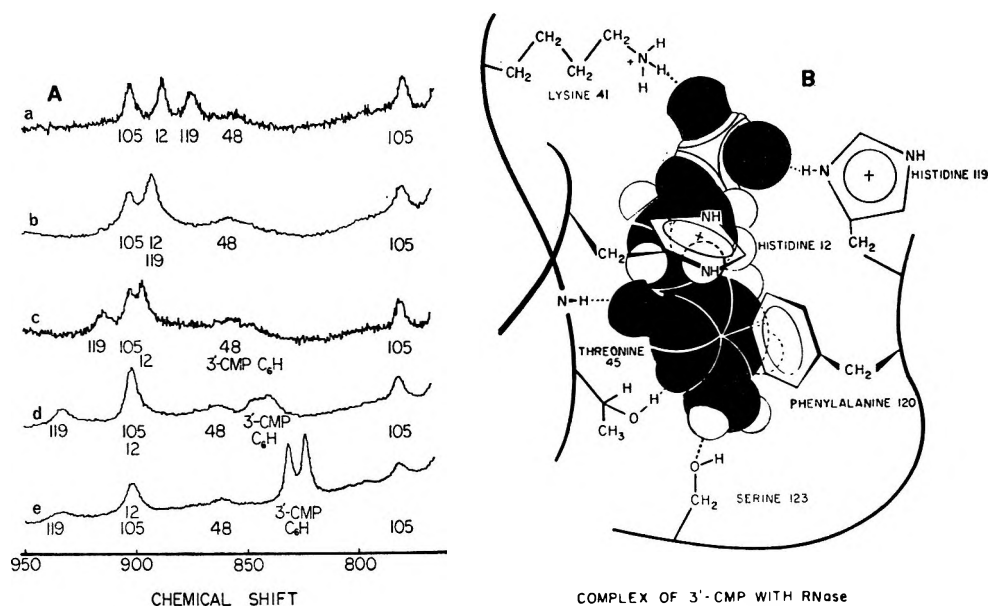 A
a
105 12 119 48 105
b
105 12 48 105
119
c
119 105 48 105
12 3'-CMP C₆H
d
119 105 48 3'-CMP 105
12 C₆H
e
119 12 48 3'-CMP 105
105 C₆H
950 900 850 800
CHEMICAL SHIFT
B
CH₂ CH₂ CH₂ CH₂ N H
+ H
H
LYSINE 41
H N NH
+
HISTIDINE 119
CH₂
NH
+
NH
HISTIDINE 12
CH₂
N H
THREONINE
45
H
O H
CH₃
CH₂
PHENYLALANINE 120
O H
CH₂
SERINE 123
COMPLEX OF 3'-CMP WITH RNase